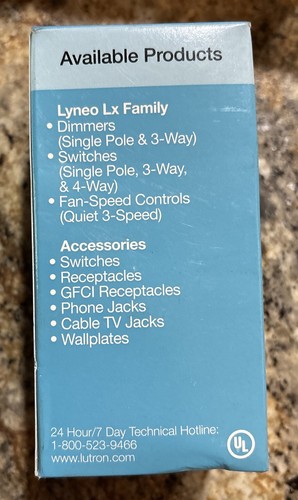 Available Products
Lyneo Lx Family
• Dimmers
(Single Pole & 3-Way)
• Switches
(Single Pole, 3-Way,
& 4-Way)
• Fan-Speed Controls
(Quiet 3-Speed)
Accessories
• Switches
• Receptacles
• GFCI Receptacles
• Phone Jacks
• Cable TV Jacks
• Wallplates
24 Hour/7 Day Technical Hotline:
1-800-523-9466
www.lutron.com
UL